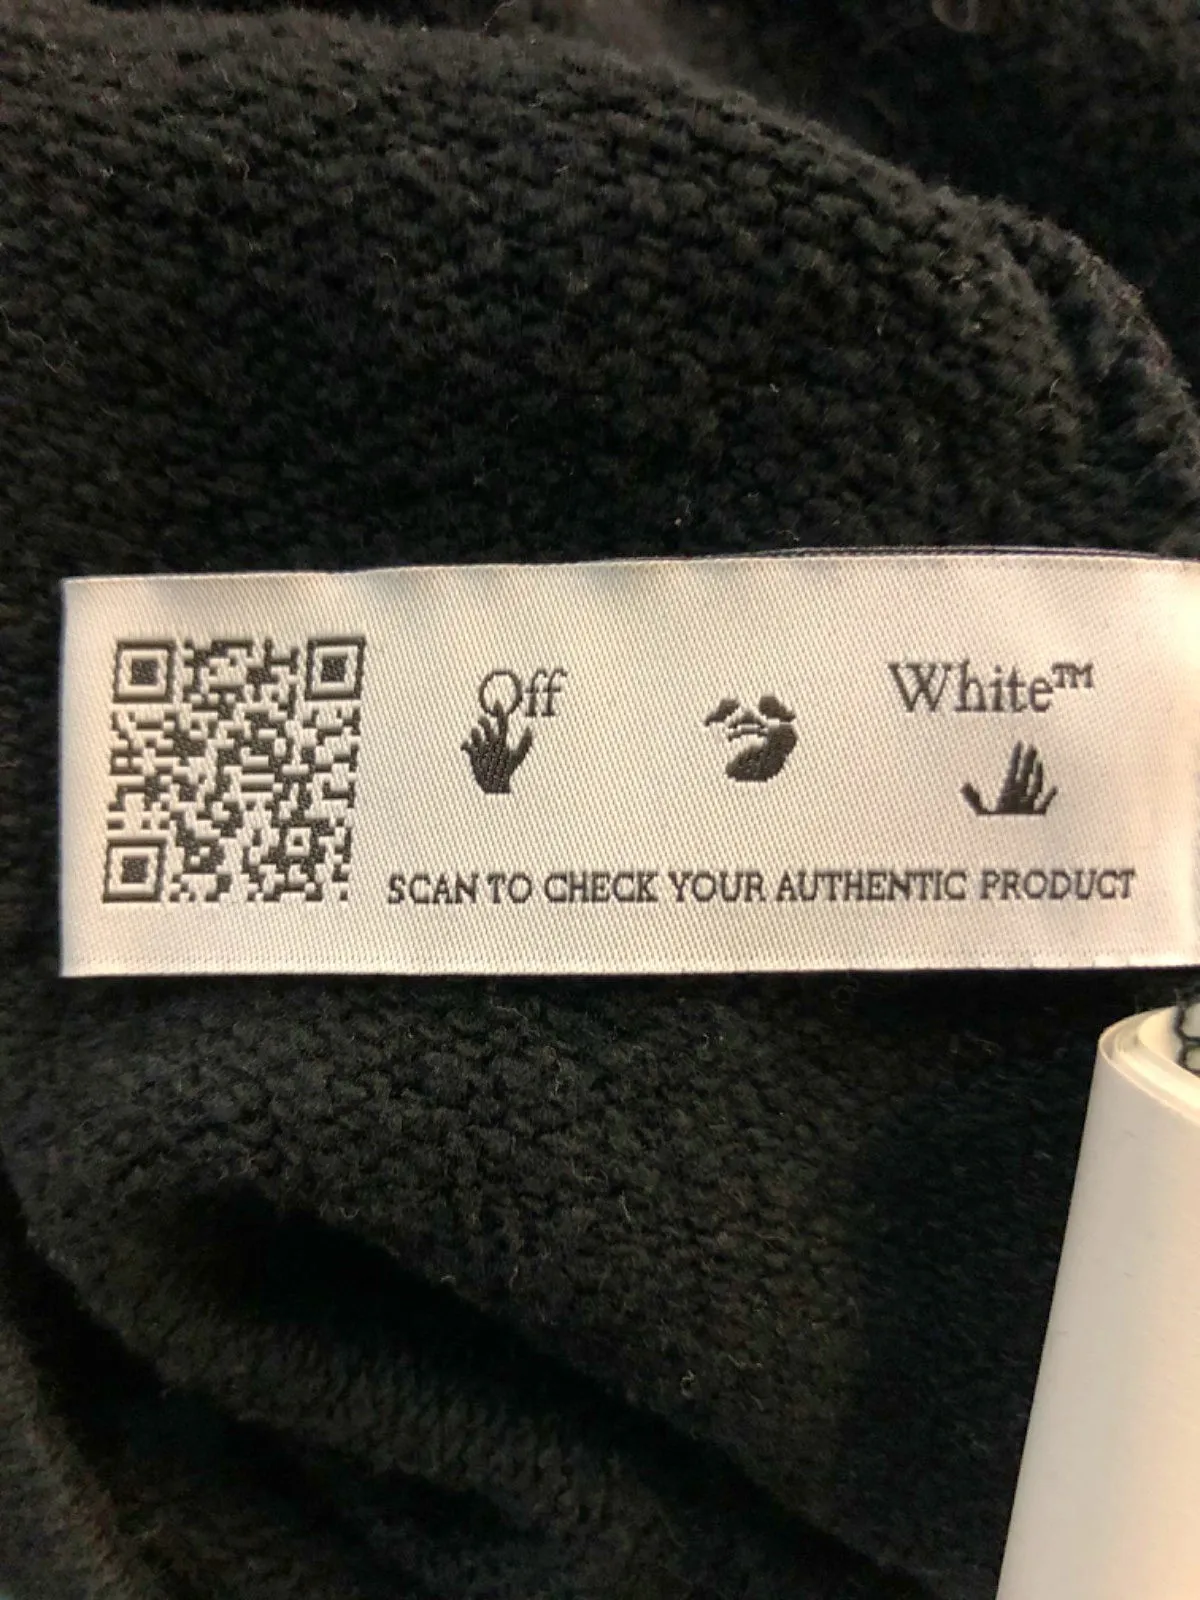 Off
White™
SCAN TO CHECK YOUR AUTHENTIC PRODUCT